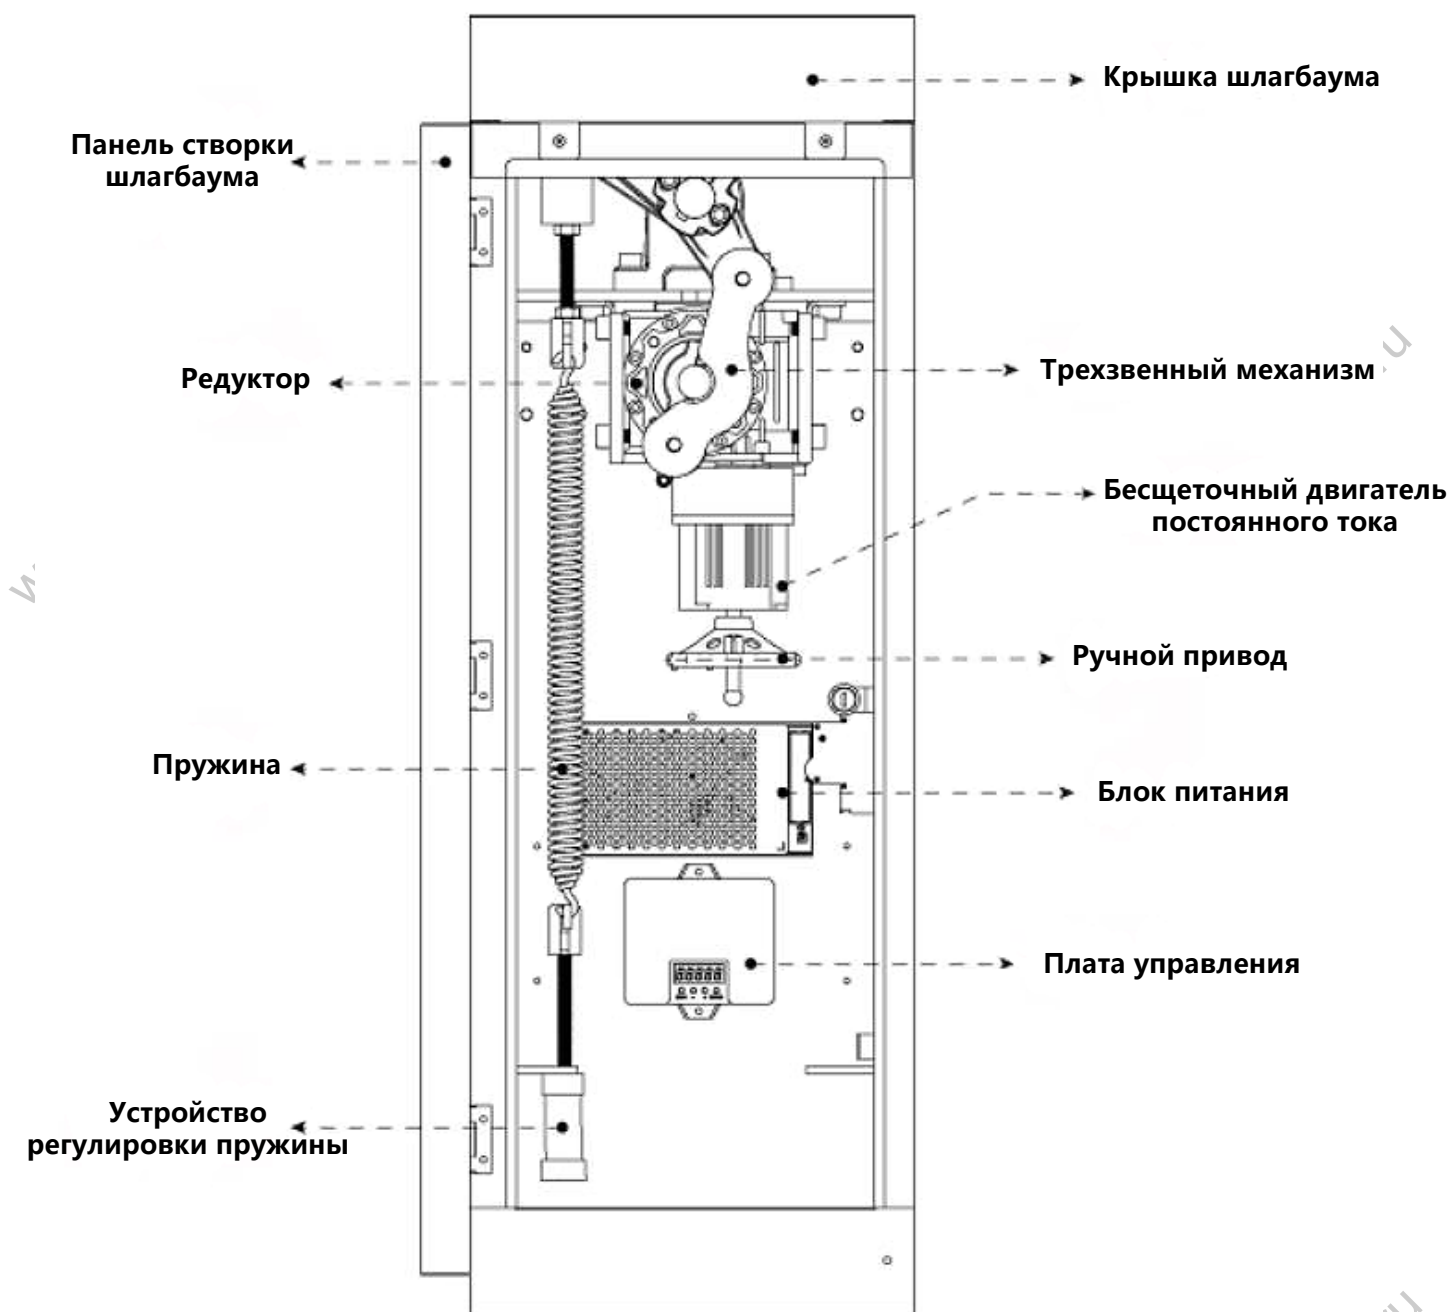 Крышка шлагбаума
Панель створки
шлагбаума
Редуктор
Трехзвенный механизм
Бесщеточный двигатель
постоянного тока
Ручной привод
Пружина
Блок питания
Плата управления
Устройство
регулировки пружины